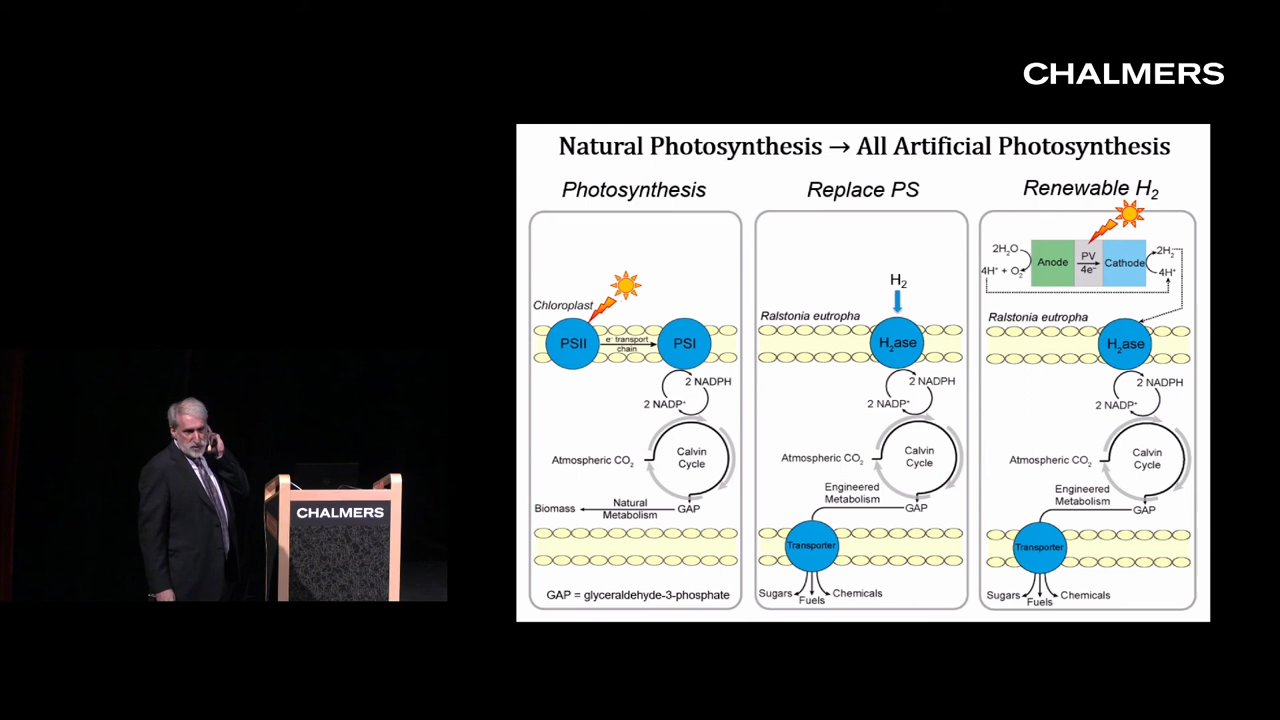 CHALMERS
Natural Photosynthesis → All Artificial Photosynthesis
Photosynthesis
Chloroplast
PSII
e⁻ transport
chain
PSI
2 NADPH
2 NADP⁺
Calvin
Cycle
Atmospheric CO₂
Natural
Metabolism
Biomass
GAP
GAP = glyceraldehyde-3-phosphate
Replace PS
H₂
Ralstonia eutropha
H₂ase
2 NADPH
2 NADP⁺
Calvin
Cycle
Atmospheric CO₂
Engineered
Metabolism
GAP
Transporter
Sugars
Fuels
Chemicals
Renewable H₂
2H₂O
4H⁺ + O₂
Anode
PV
4e⁻
Cathode
2H₂
4H⁺
Ralstonia eutropha
H₂ase
2 NADPH
2 NADP⁺
Calvin
Cycle
Atmospheric CO₂
Engineered
Metabolism
GAP
Transporter
Sugars
Fuels
Chemicals
CHALMERS